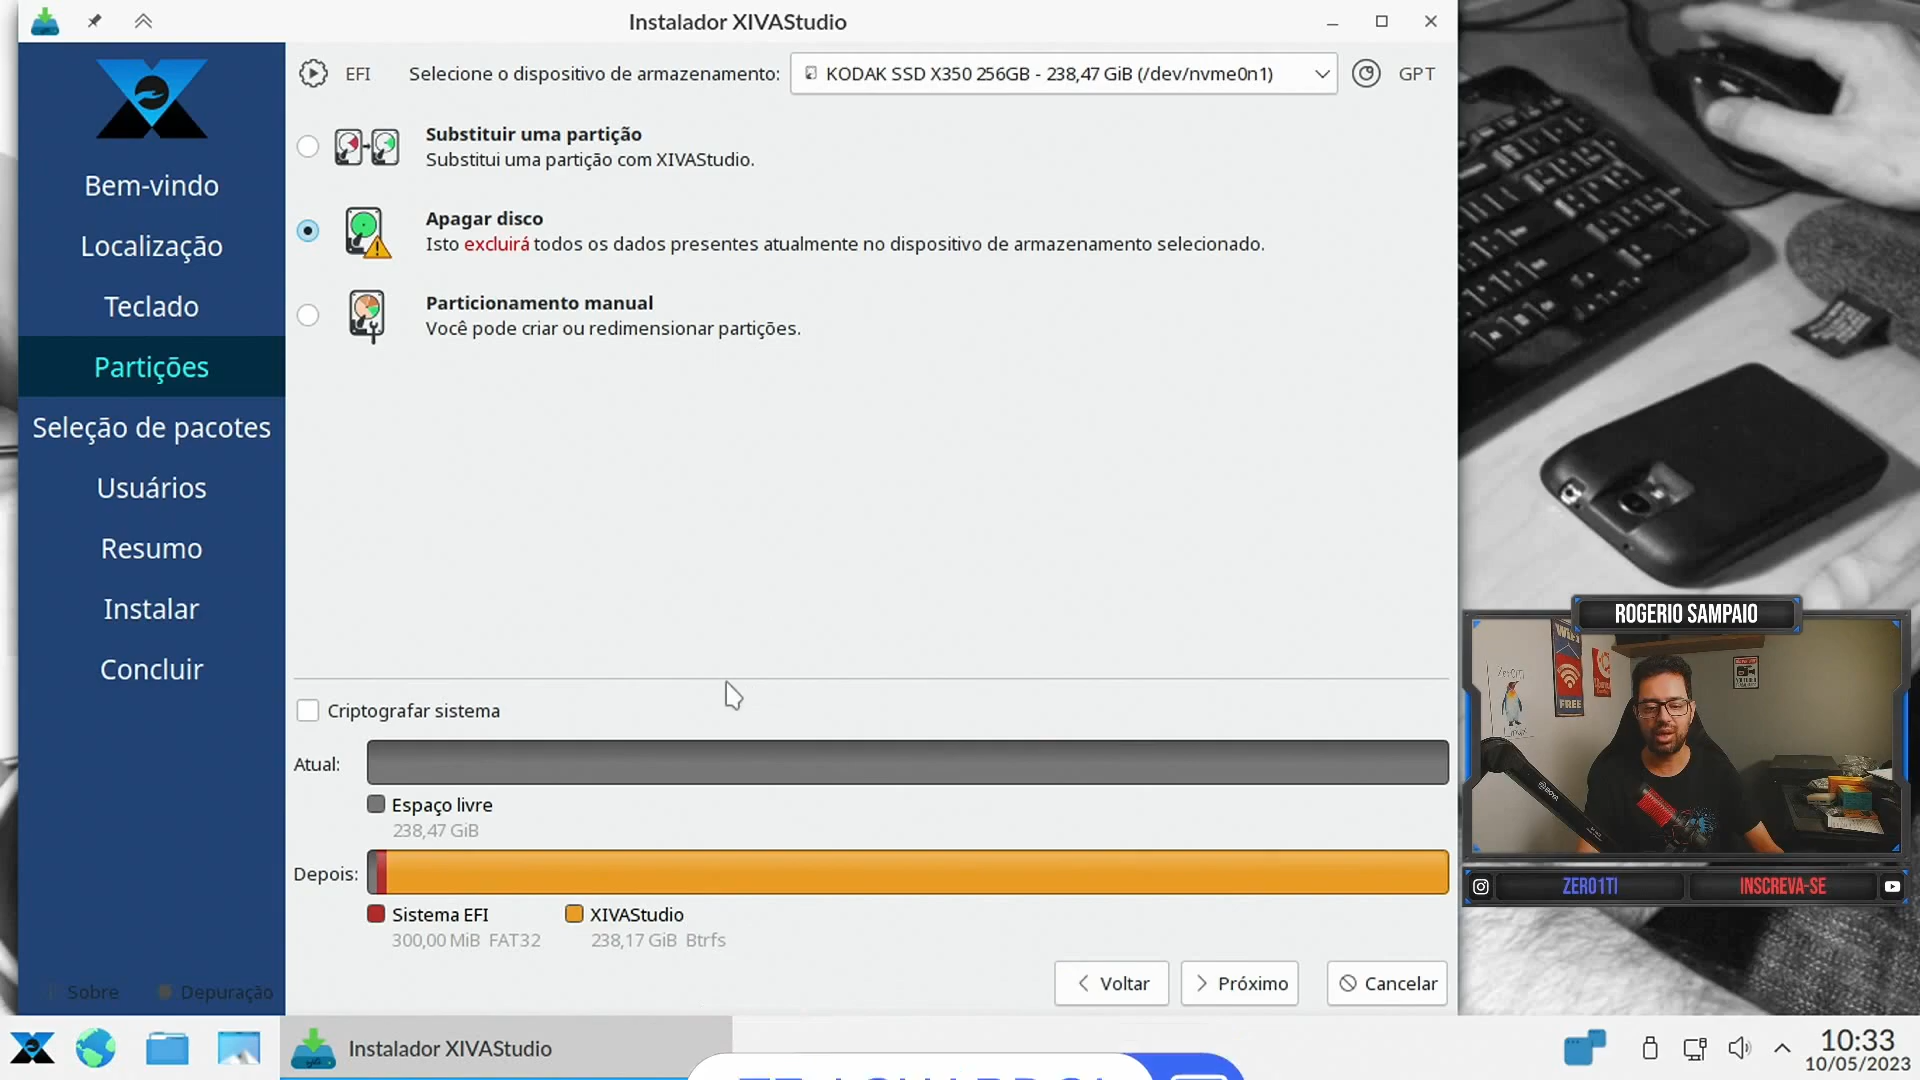 Instalador XIVAStudio
EFI
Selecione o dispositivo de armazenamento:
KODAK SSD X350 256GB - 238,47 GiB (/dev/nvme0n1)
GPT
Substituir uma partição
Substitui uma partição com XIVAStudio.
Apagar disco
Isto excluirá todos os dados presentes atualmente no dispositivo de armazenamento selecionado.
Particionamento manual
Você pode criar ou redimensionar partições.
Bem-vindo
Localização
Teclado
Partições
Seleção de pacotes
Usuários
Resumo
Instalar
Concluir
Sobre
Depuração
Criptografar sistema
Atual:
Espaço livre
238,47 GiB
Depois:
Sistema EFI
300,00 MiB FAT32
XIVAStudio
238,17 GiB Btrfs
Voltar
Próximo
Cancelar
ROGERIO SAMPAIO
WIFI
FREE
Linux
BOYA
ZERO1TI
INSCREVA-SE
Instalador XIVAStudio
10:33
10/05/2023